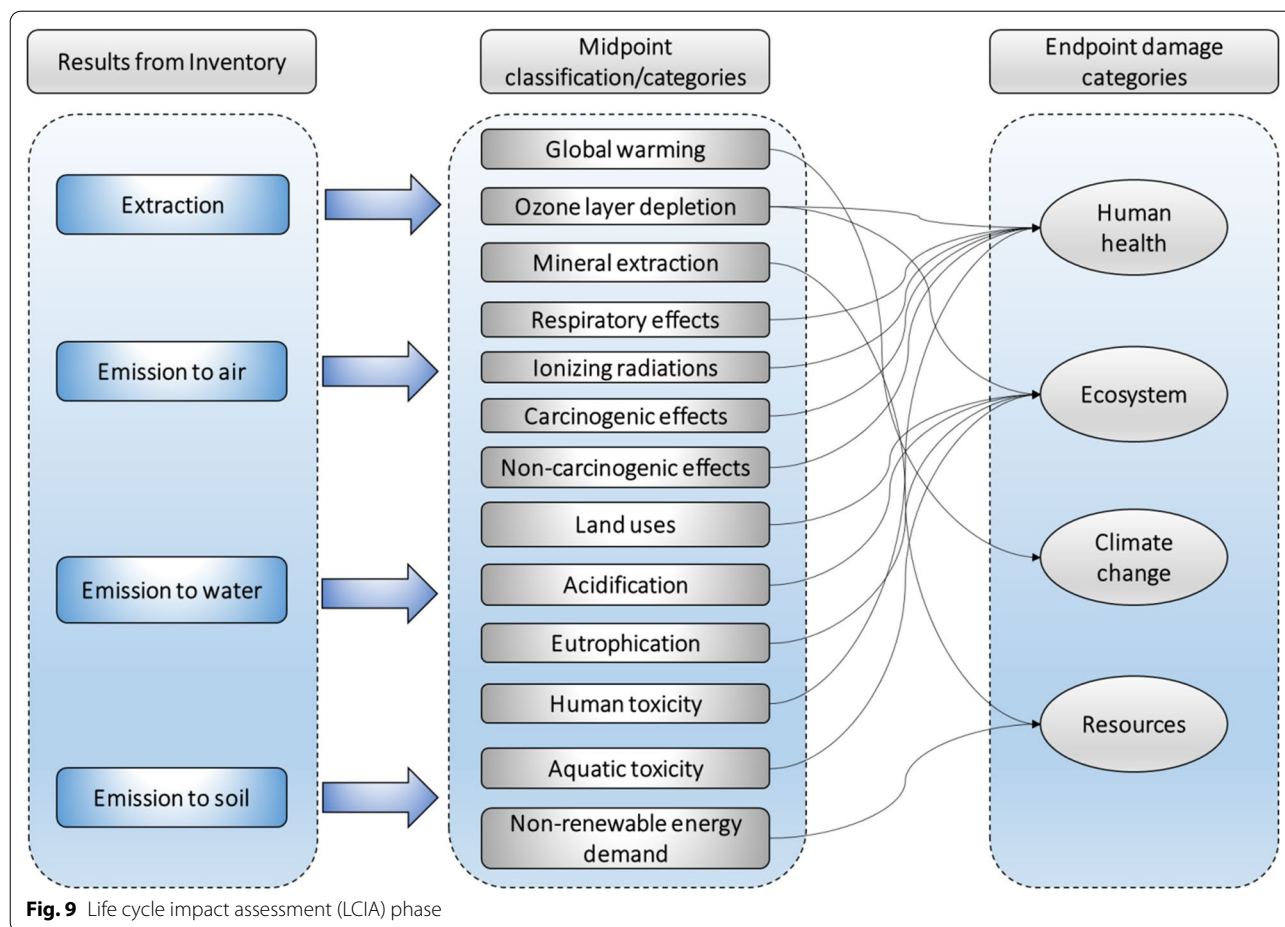 Results from Inventory
Midpoint
classification/categories
Endpoint damage
categories
Extraction
Emission to air
Emission to water
Emission to soil
Global warming
Ozone layer depletion
Mineral extraction
Respiratory effects
Ionizing radiations
Carcinogenic effects
Non-carcinogenic effects
Land uses
Acidification
Eutrophication
Human toxicity
Aquatic toxicity
Non-renewable energy
demand
Human
health
Ecosystem
Climate
change
Resources
Fig. 9 Life cycle impact assessment (LCIA) phase